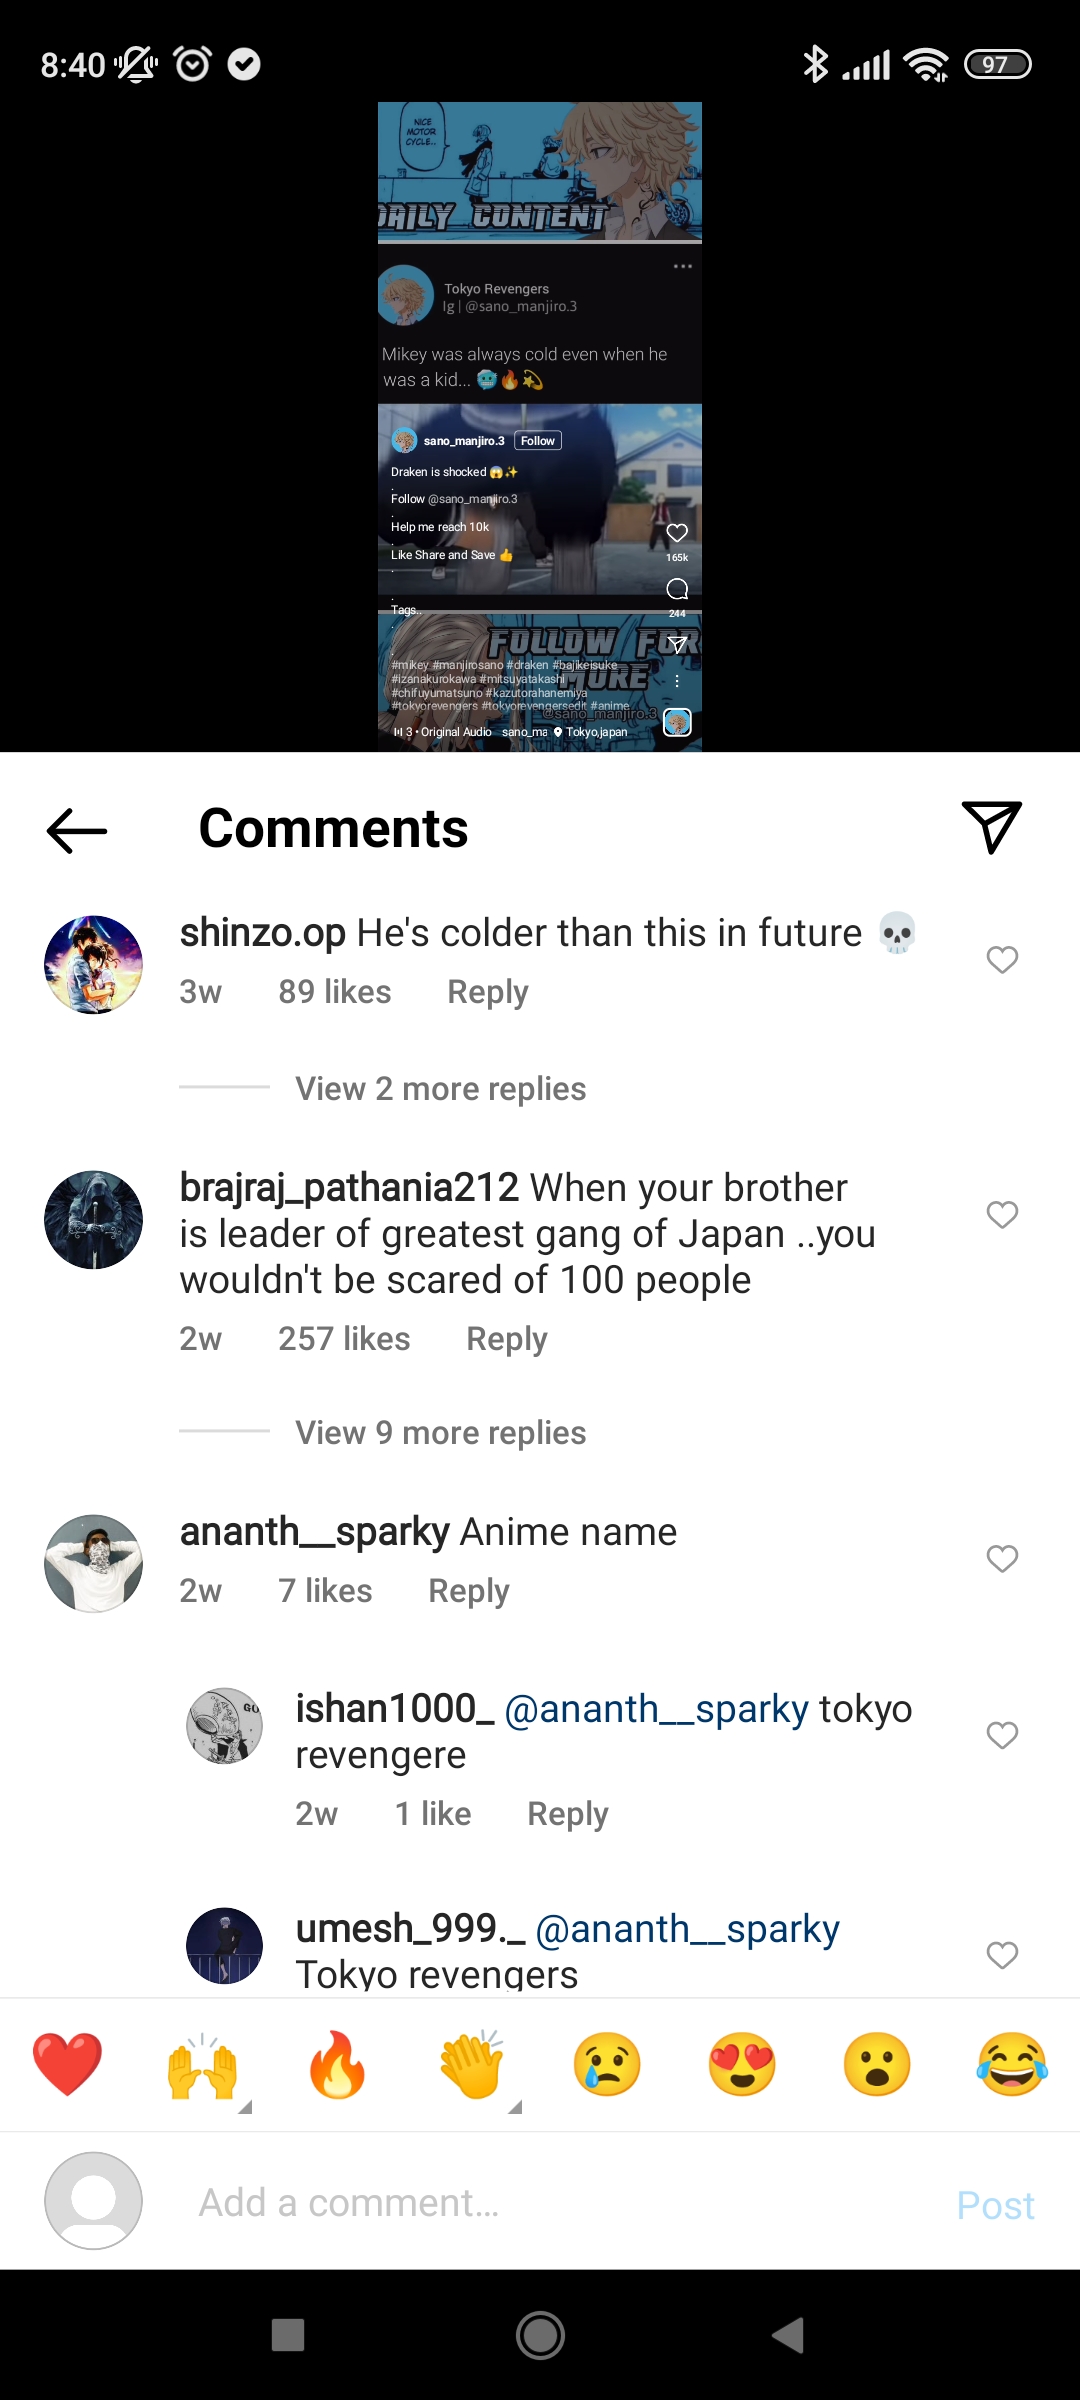 8:40
97
NICE
MOTOR
CYCLE..
DAILY CONTENT
Tokyo Revengers
Ig | @sano_manjiro.3
Mikey was always cold even when he
was a kid... 🥶🔥💫
sano_manjiro.3 Follow
Draken is shocked 😱✨
.
Follow @sano_manjiro.3
.
Help me reach 10k
.
Like Share and Save 👍
.
165k
.
Tags..
.
244
FOLLOW FOR
MORE
.
#mikey #manjirosano #draken #bajikeisuke
#izanakurokawa #mitsuyatakashi
#chifuyumatsuno #kazutorahanemiya
#tokyorevengers #tokyorevengersedit #anime
@sano_manjiro.3
3 • Original Audio sano_ma Tokyo,japan
Comments
shinzo.op He's colder than this in future 💀
3w 89 likes Reply
View 2 more replies
brajraj_pathania212 When your brother
is leader of greatest gang of Japan ..you
wouldn't be scared of 100 people
2w 257 likes Reply
View 9 more replies
ananth__sparky Anime name
2w 7 likes Reply
GO
ishan1000_ @ananth__sparky tokyo
revengere
2w 1 like Reply
umesh_999._ @ananth__sparky
Tokyo revengers
❤️ 🙌 🔥 👏 😢 😍 😮 😂
Add a comment...
Post